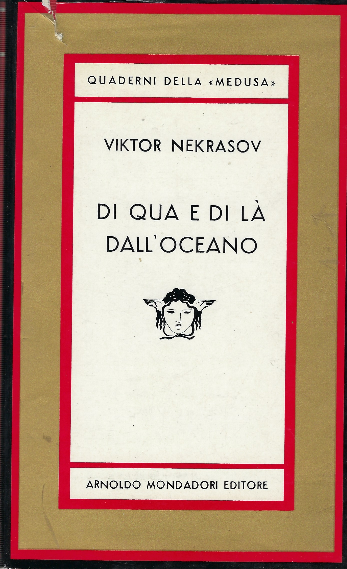 QUADERNI DELLA «MEDUSA»
VIKTOR NEKRASOV
DI QUA E DI LÀ
DALL'OCEANO
ARNOLDO MONDADORI EDITORE